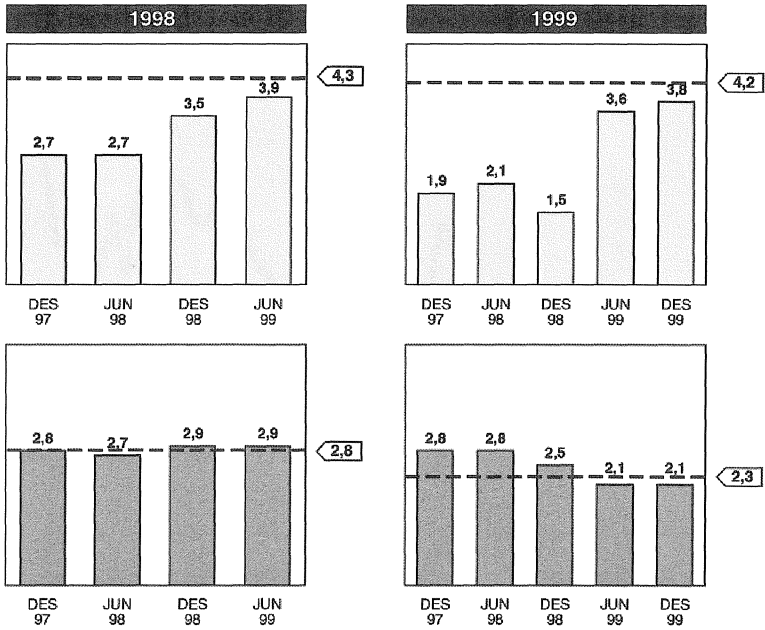 1998
4,3
2,7 2,7 3,5 3,9
DES JUN DES JUN
97 98 98 99
1999
4,2
1,9 2,1 1,5 3,6 3,8
DES JUN DES JUN DES
97 98 98 99 99
2,8 2,7 2,9 2,9
2,8
DES JUN DES JUN
97 98 98 99
2,8 2,8 2,5 2,1 2,1
2,3
DES JUN DES JUN DES
97 98 98 99 99